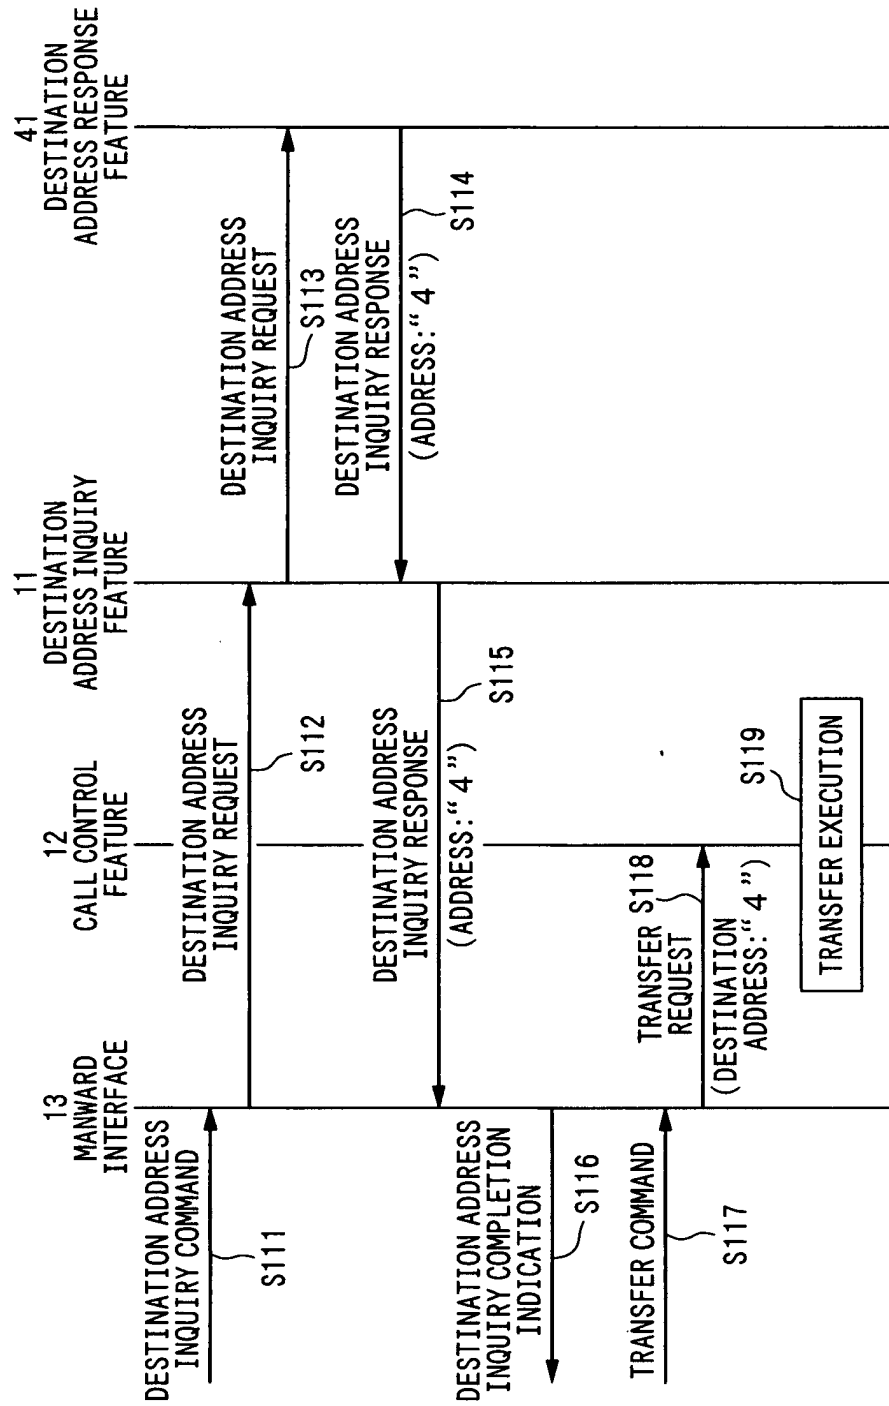 13
MANWARD
INTERFACE
12
CALL CONTROL
FEATURE
11
DESTINATION
ADDRESS INQUIRY
FEATURE
41
DESTINATION
ADDRESS RESPONSE
FEATURE
DESTINATION ADDRESS
INQUIRY COMMAND
S111
DESTINATION ADDRESS
INQUIRY REQUEST
S112
DESTINATION ADDRESS
INQUIRY REQUEST
S113
DESTINATION ADDRESS
INQUIRY RESPONSE
(ADDRESS:“4”)
S114
DESTINATION ADDRESS
INQUIRY RESPONSE
(ADDRESS:“4”)
S115
DESTINATION ADDRESS
INQUIRY COMPLETION
INDICATION
S116
TRANSFER COMMAND
S117
TRANSFER
REQUEST
S118
(DESTINATION
ADDRESS:“4”)
S119
TRANSFER EXECUTION